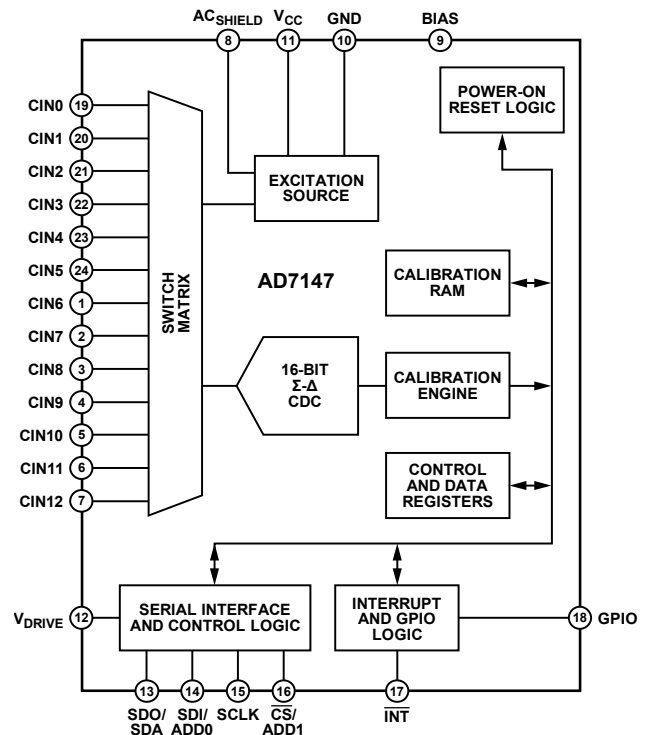 ACSHIELD
VCC
GND
BIAS
8
11
10
9
POWER-ON
RESET LOGIC
CIN0 19
CIN1 20
CIN2 21
CIN3 22
CIN4 23
CIN5 24
CIN6 1
CIN7 2
CIN8 3
CIN9 4
CIN10 5
CIN11 6
CIN12 7
SWITCH
MATRIX
EXCITATION
SOURCE
AD7147
CALIBRATION
RAM
16-BIT
Σ-Δ
CDC
CALIBRATION
ENGINE
CONTROL
AND DATA
REGISTERS
VDRIVE 12
SERIAL INTERFACE
AND CONTROL LOGIC
INTERRUPT
AND GPIO
LOGIC
18 GPIO
13
14
15
16
17
SDO/
SDA
SDI/
ADD0
SCLK
CS/
ADD1
INT